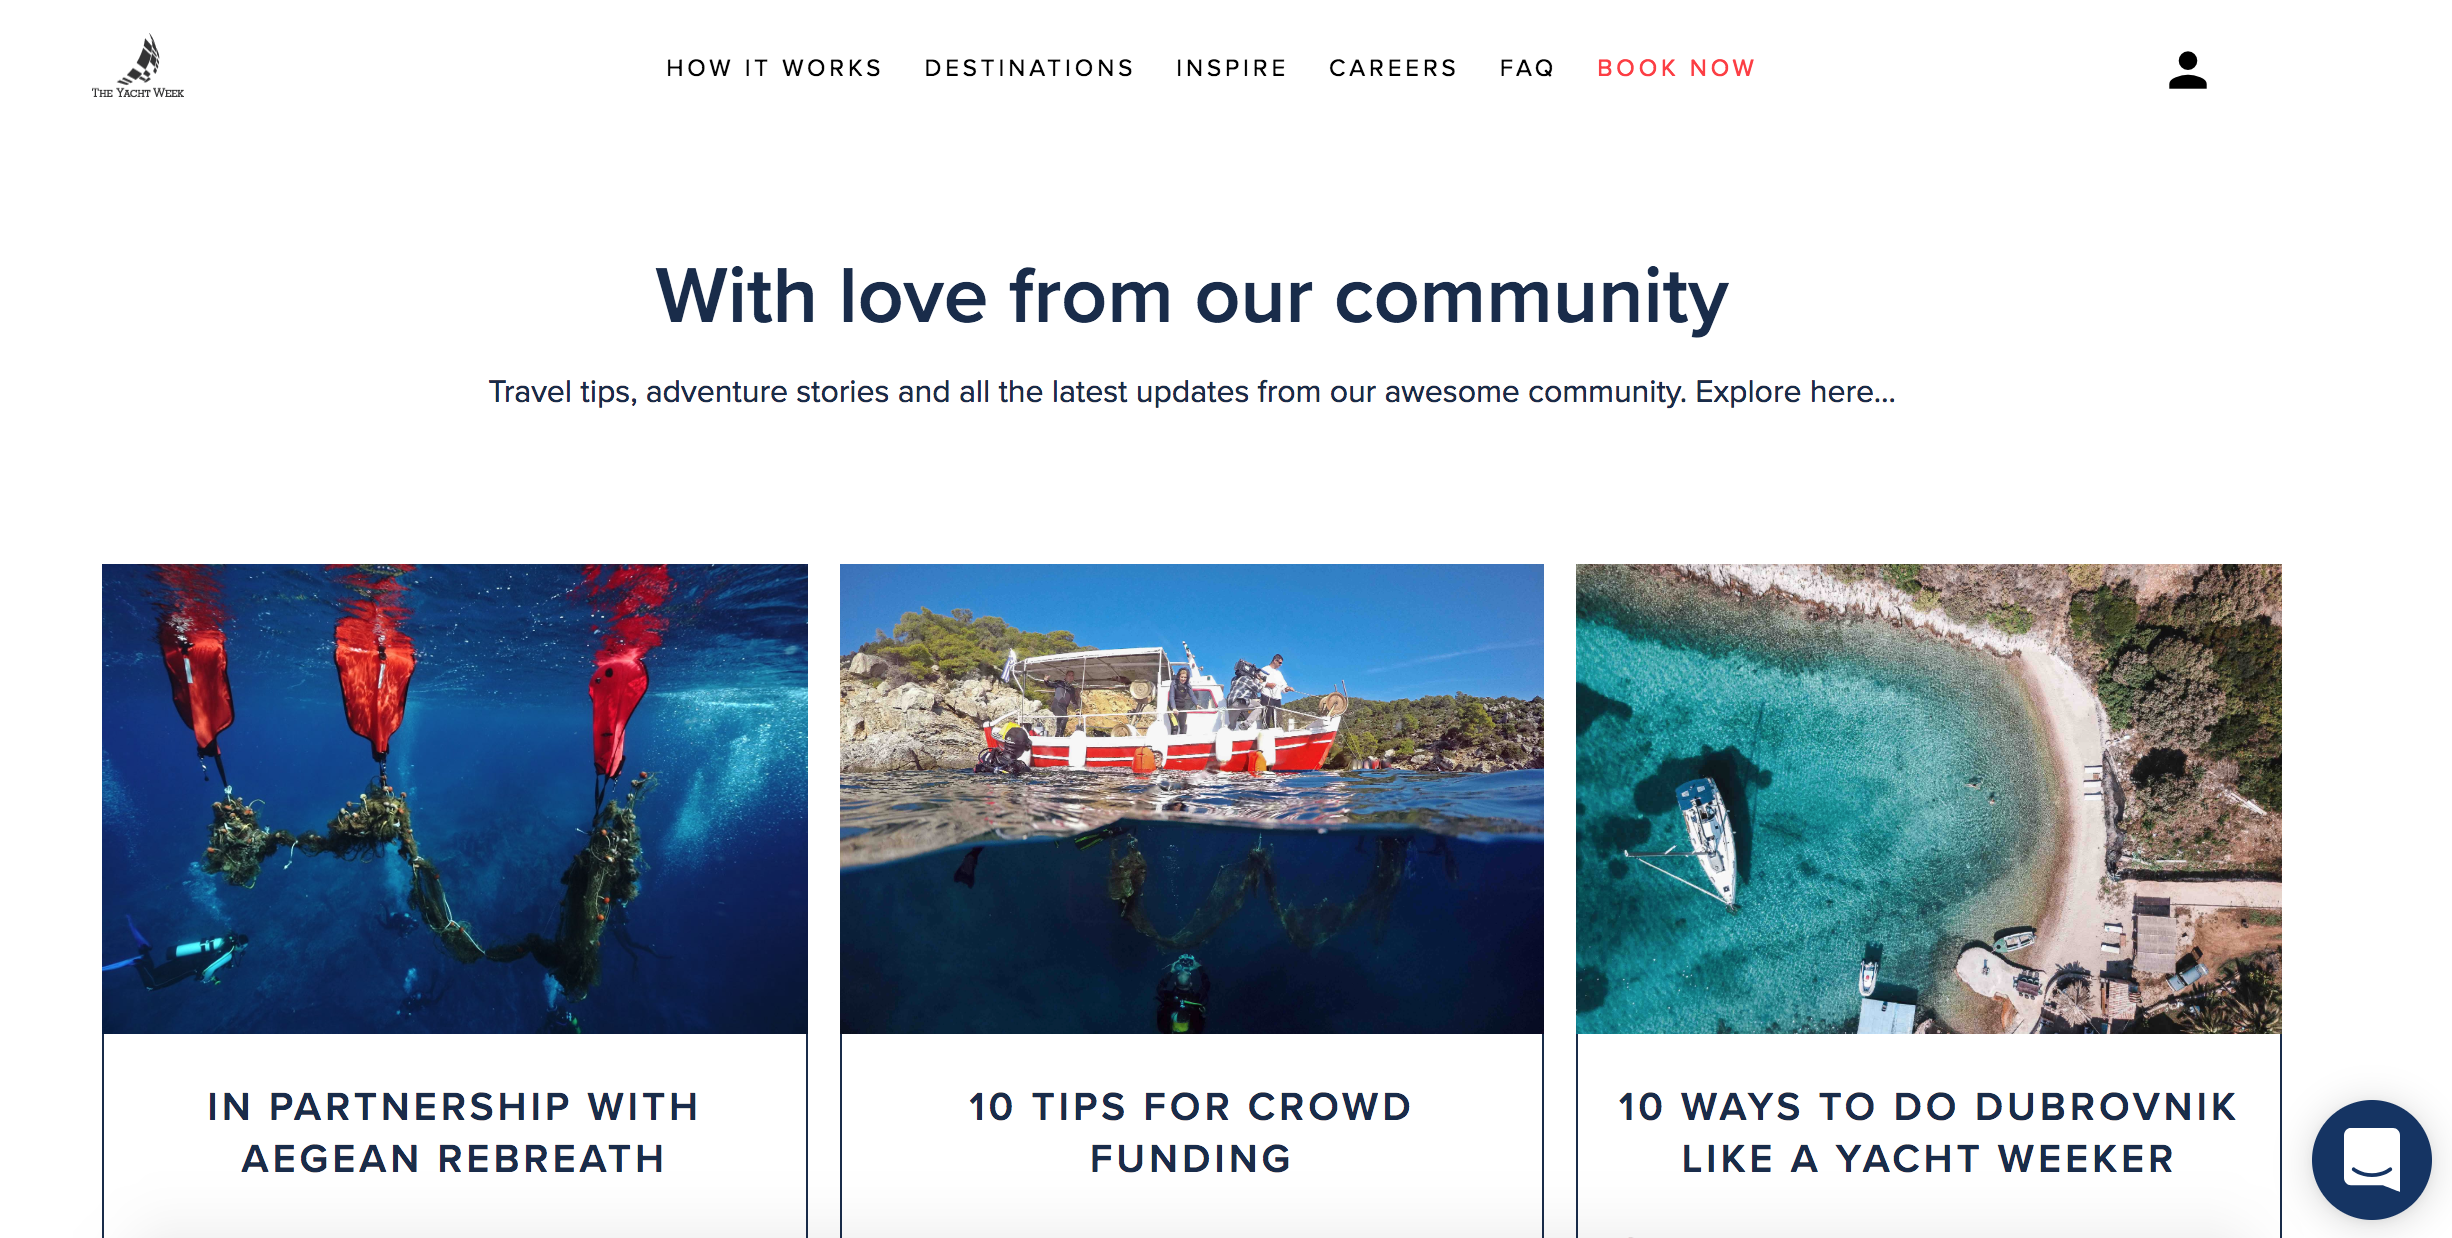 THE YACHT WEEK
HOW IT WORKS
DESTINATIONS
INSPIRE
CAREERS
FAQ
BOOK NOW
With love from our community
Travel tips, adventure stories and all the latest updates from our awesome community. Explore here...
IN PARTNERSHIP WITH
AEGEAN REBREATH
10 TIPS FOR CROWD
FUNDING
10 WAYS TO DO DUBROVNIK
LIKE A YACHT WEEKER